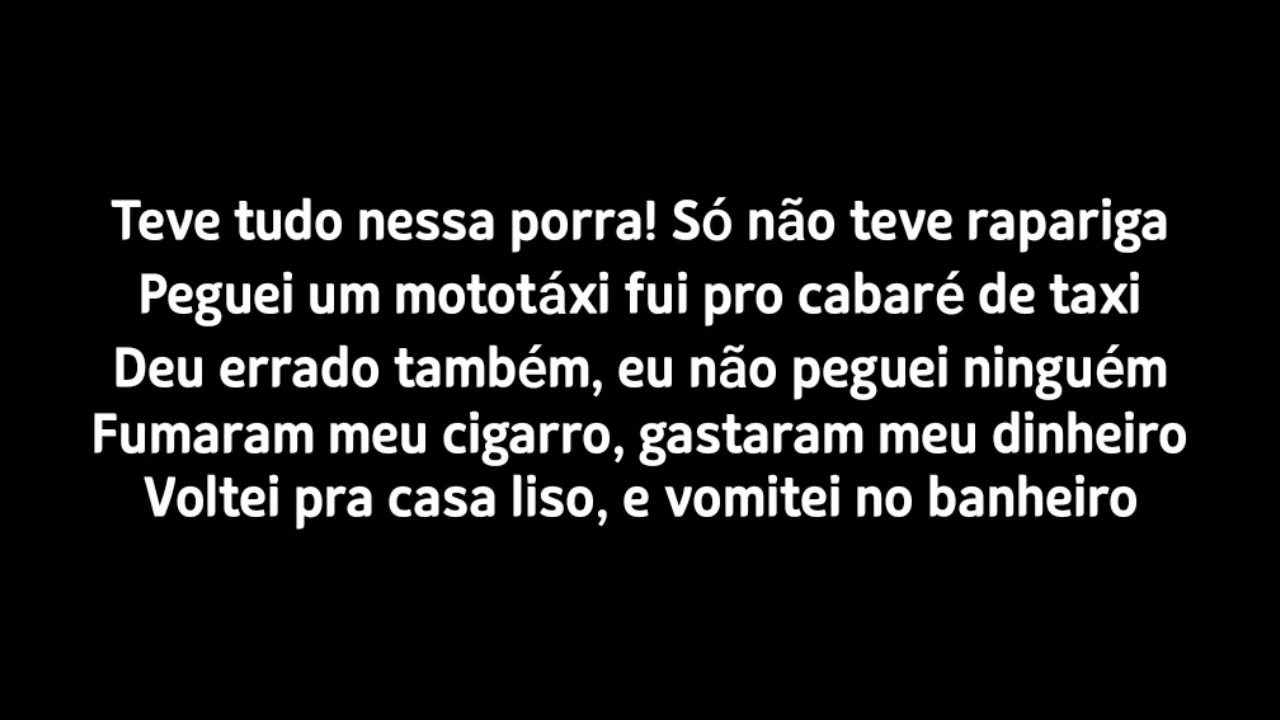 Teve tudo nessa porra! Só não teve rapariga
Peguei um mototáxi fui pro cabaré de taxi
Deu errado também, eu não peguei ninguém
Fumaram meu cigarro, gastaram meu dinheiro
Voltei pra casa liso, e vomitei no banheiro